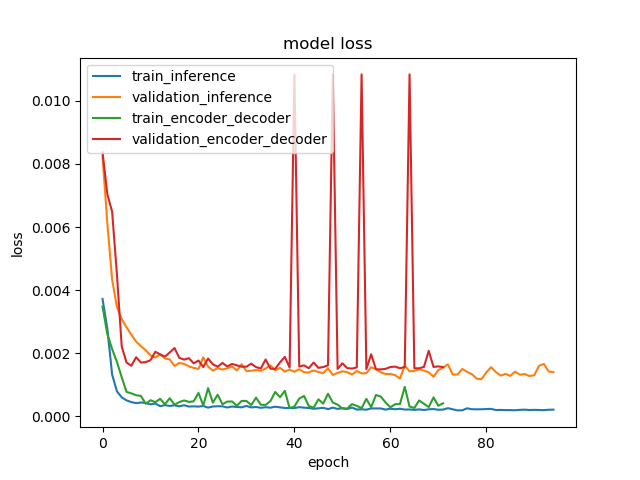 model loss
train_inference
validation_inference
train_encoder_decoder
validation_encoder_decoder
loss
0.010
0.008
0.006
0.004
0.002
0.000
0 20 40 60 80
epoch